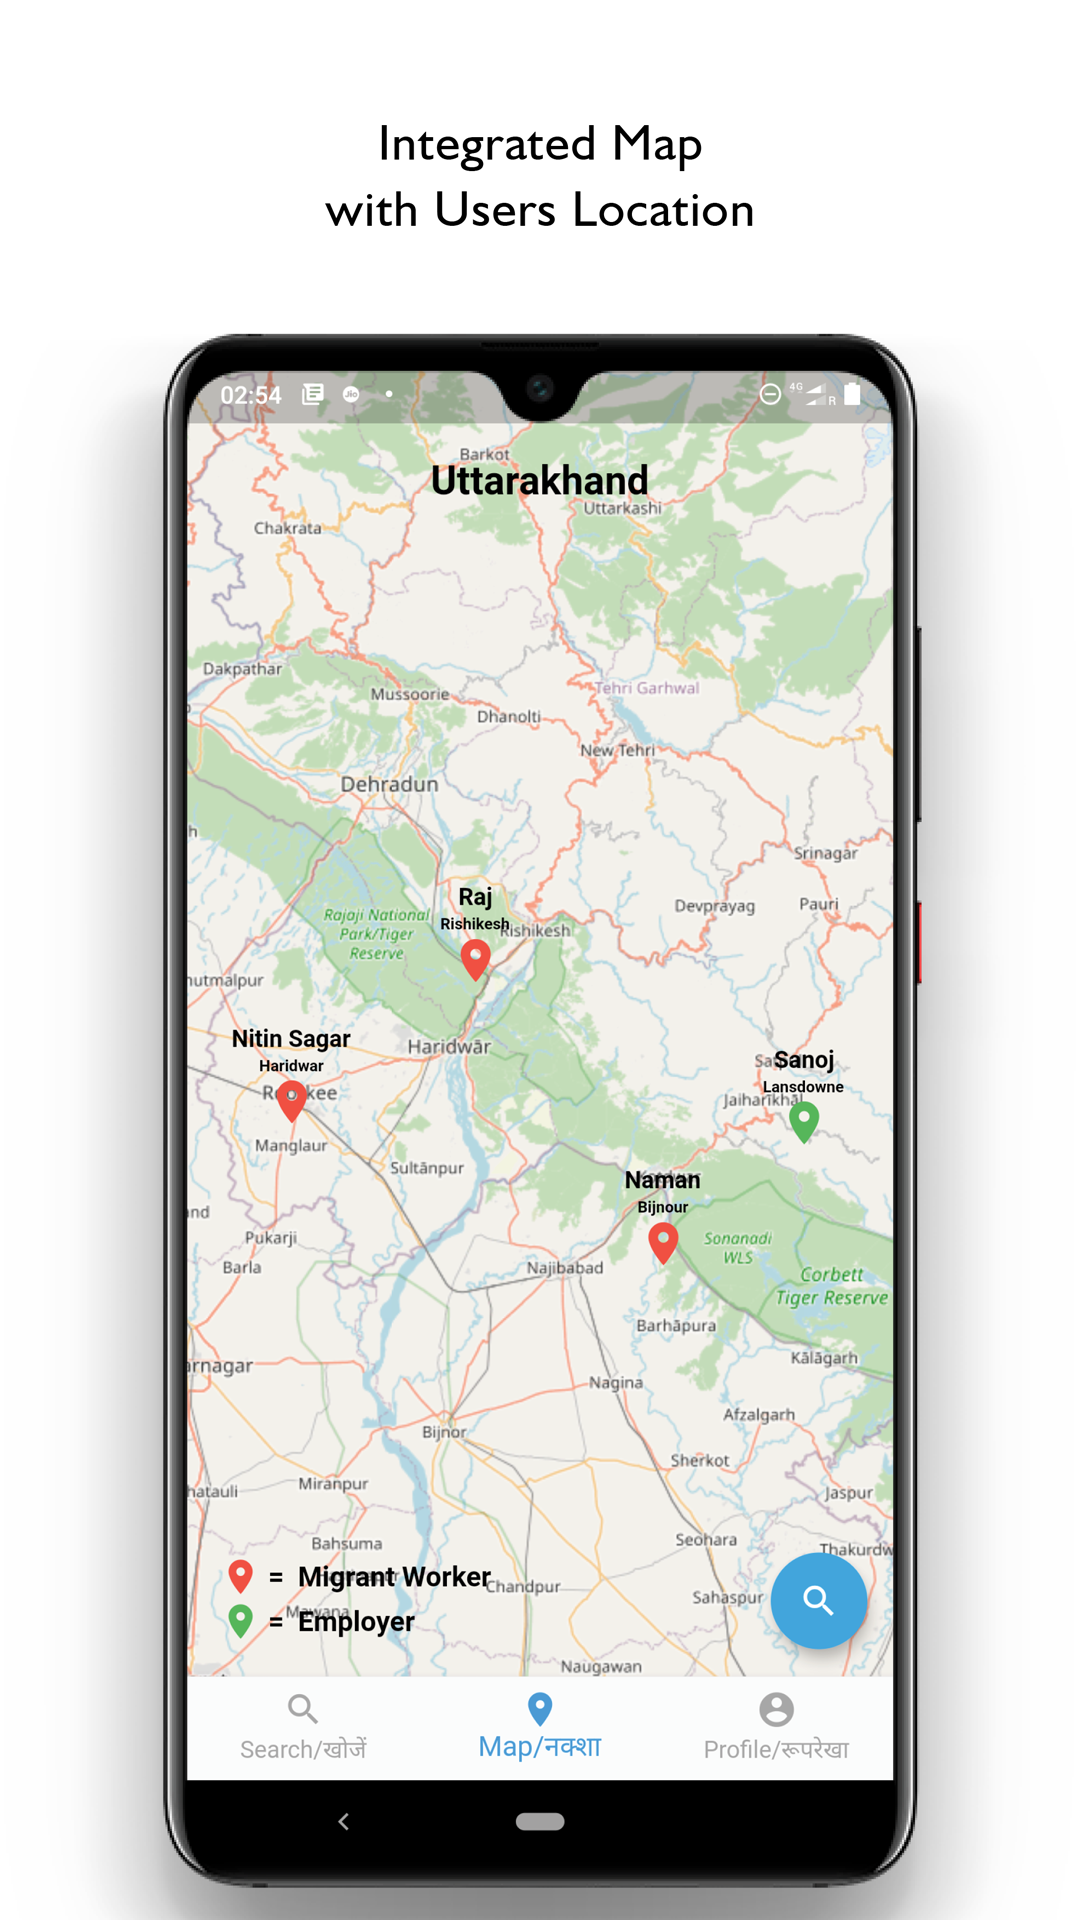 Integrated Map
with Users Location
02:54
Jio
4G
R
Barkot
Uttarakhand
Uttarkashi
Chakrata
Dakpathar
Mussoorie
Tehri Garhwal
Dhanolti
New Tehri
Dehradun
h
Srinagar
Raj
Devprayag
Pauri
Rishikesh
Rishikesh
Rajaji National
Park/Tiger
Reserve
hutmalpur
Nitin Sagar
Haridwār
Haridwar
Sanoj
Lansdowne
Jaiharīkhāl
Manglaur
Sultānpur
Naman
Bijnour
nd
Pukarji
Sonanadi
WLS
Barla
Najibabad
Corbett
Tiger Reserve
Barhāpura
Kālāgarh
arnagar
Nagina
Afzalgarh
Bijnor
Sherkot
Miranpur
hatauli
Jaspur
Seohara
Bahsuma
Thakurdw
= Migrant Worker
Chandpur
Sahaspur
Mawana
= Employer
Naugawan
Search/खोजें
Map/नक्शा
Profile/रूपरेखा